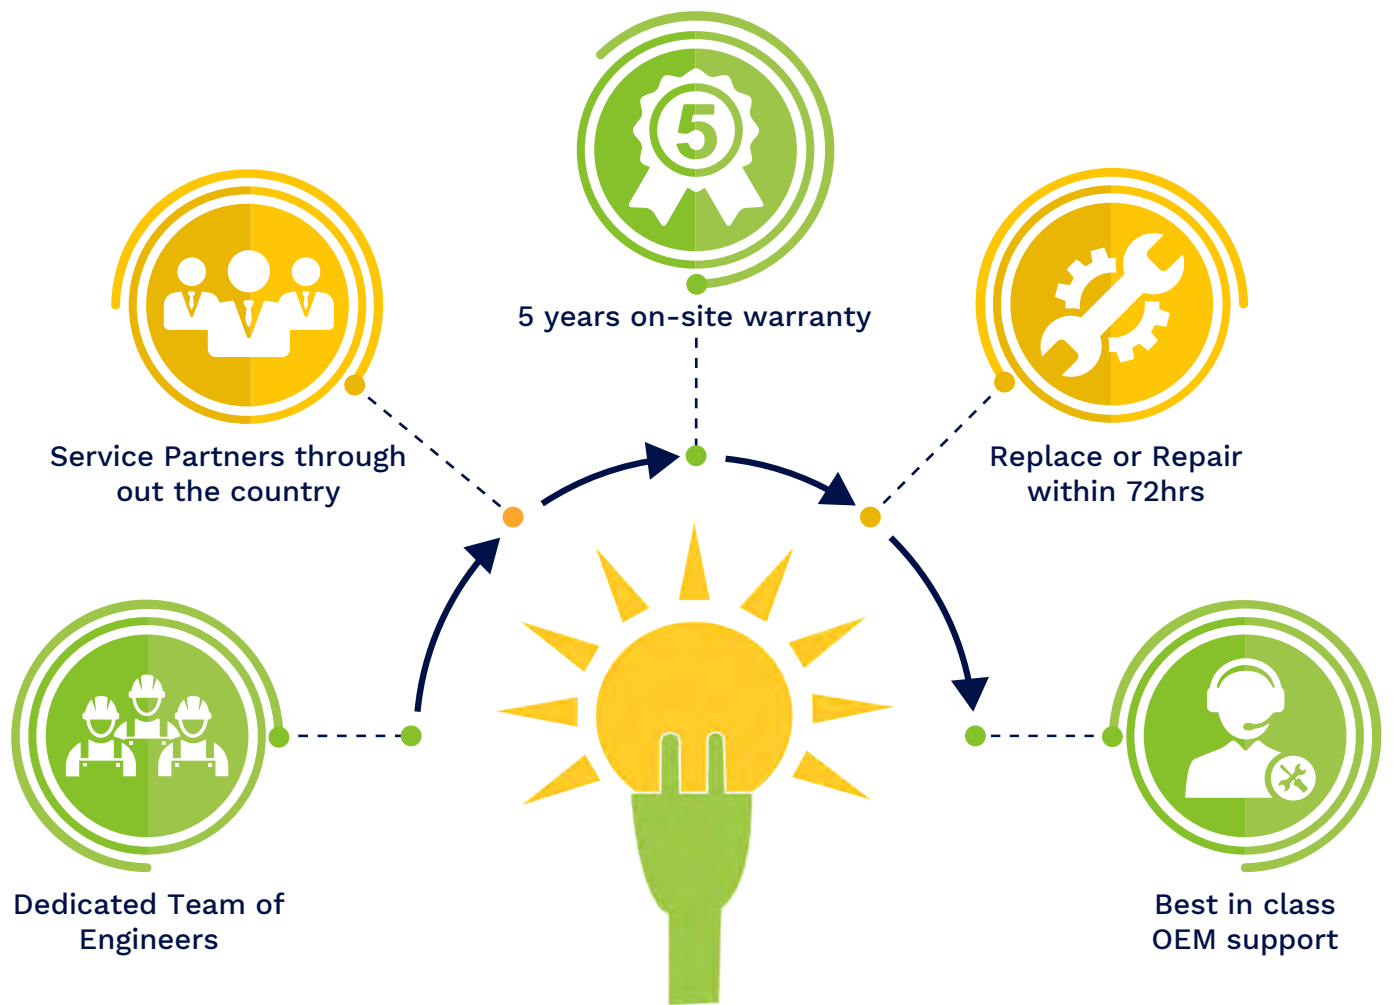 5
5 years on-site warranty
Service Partners through
out the country
Replace or Repair
within 72hrs
Dedicated Team of
Engineers
Best in class
OEM support